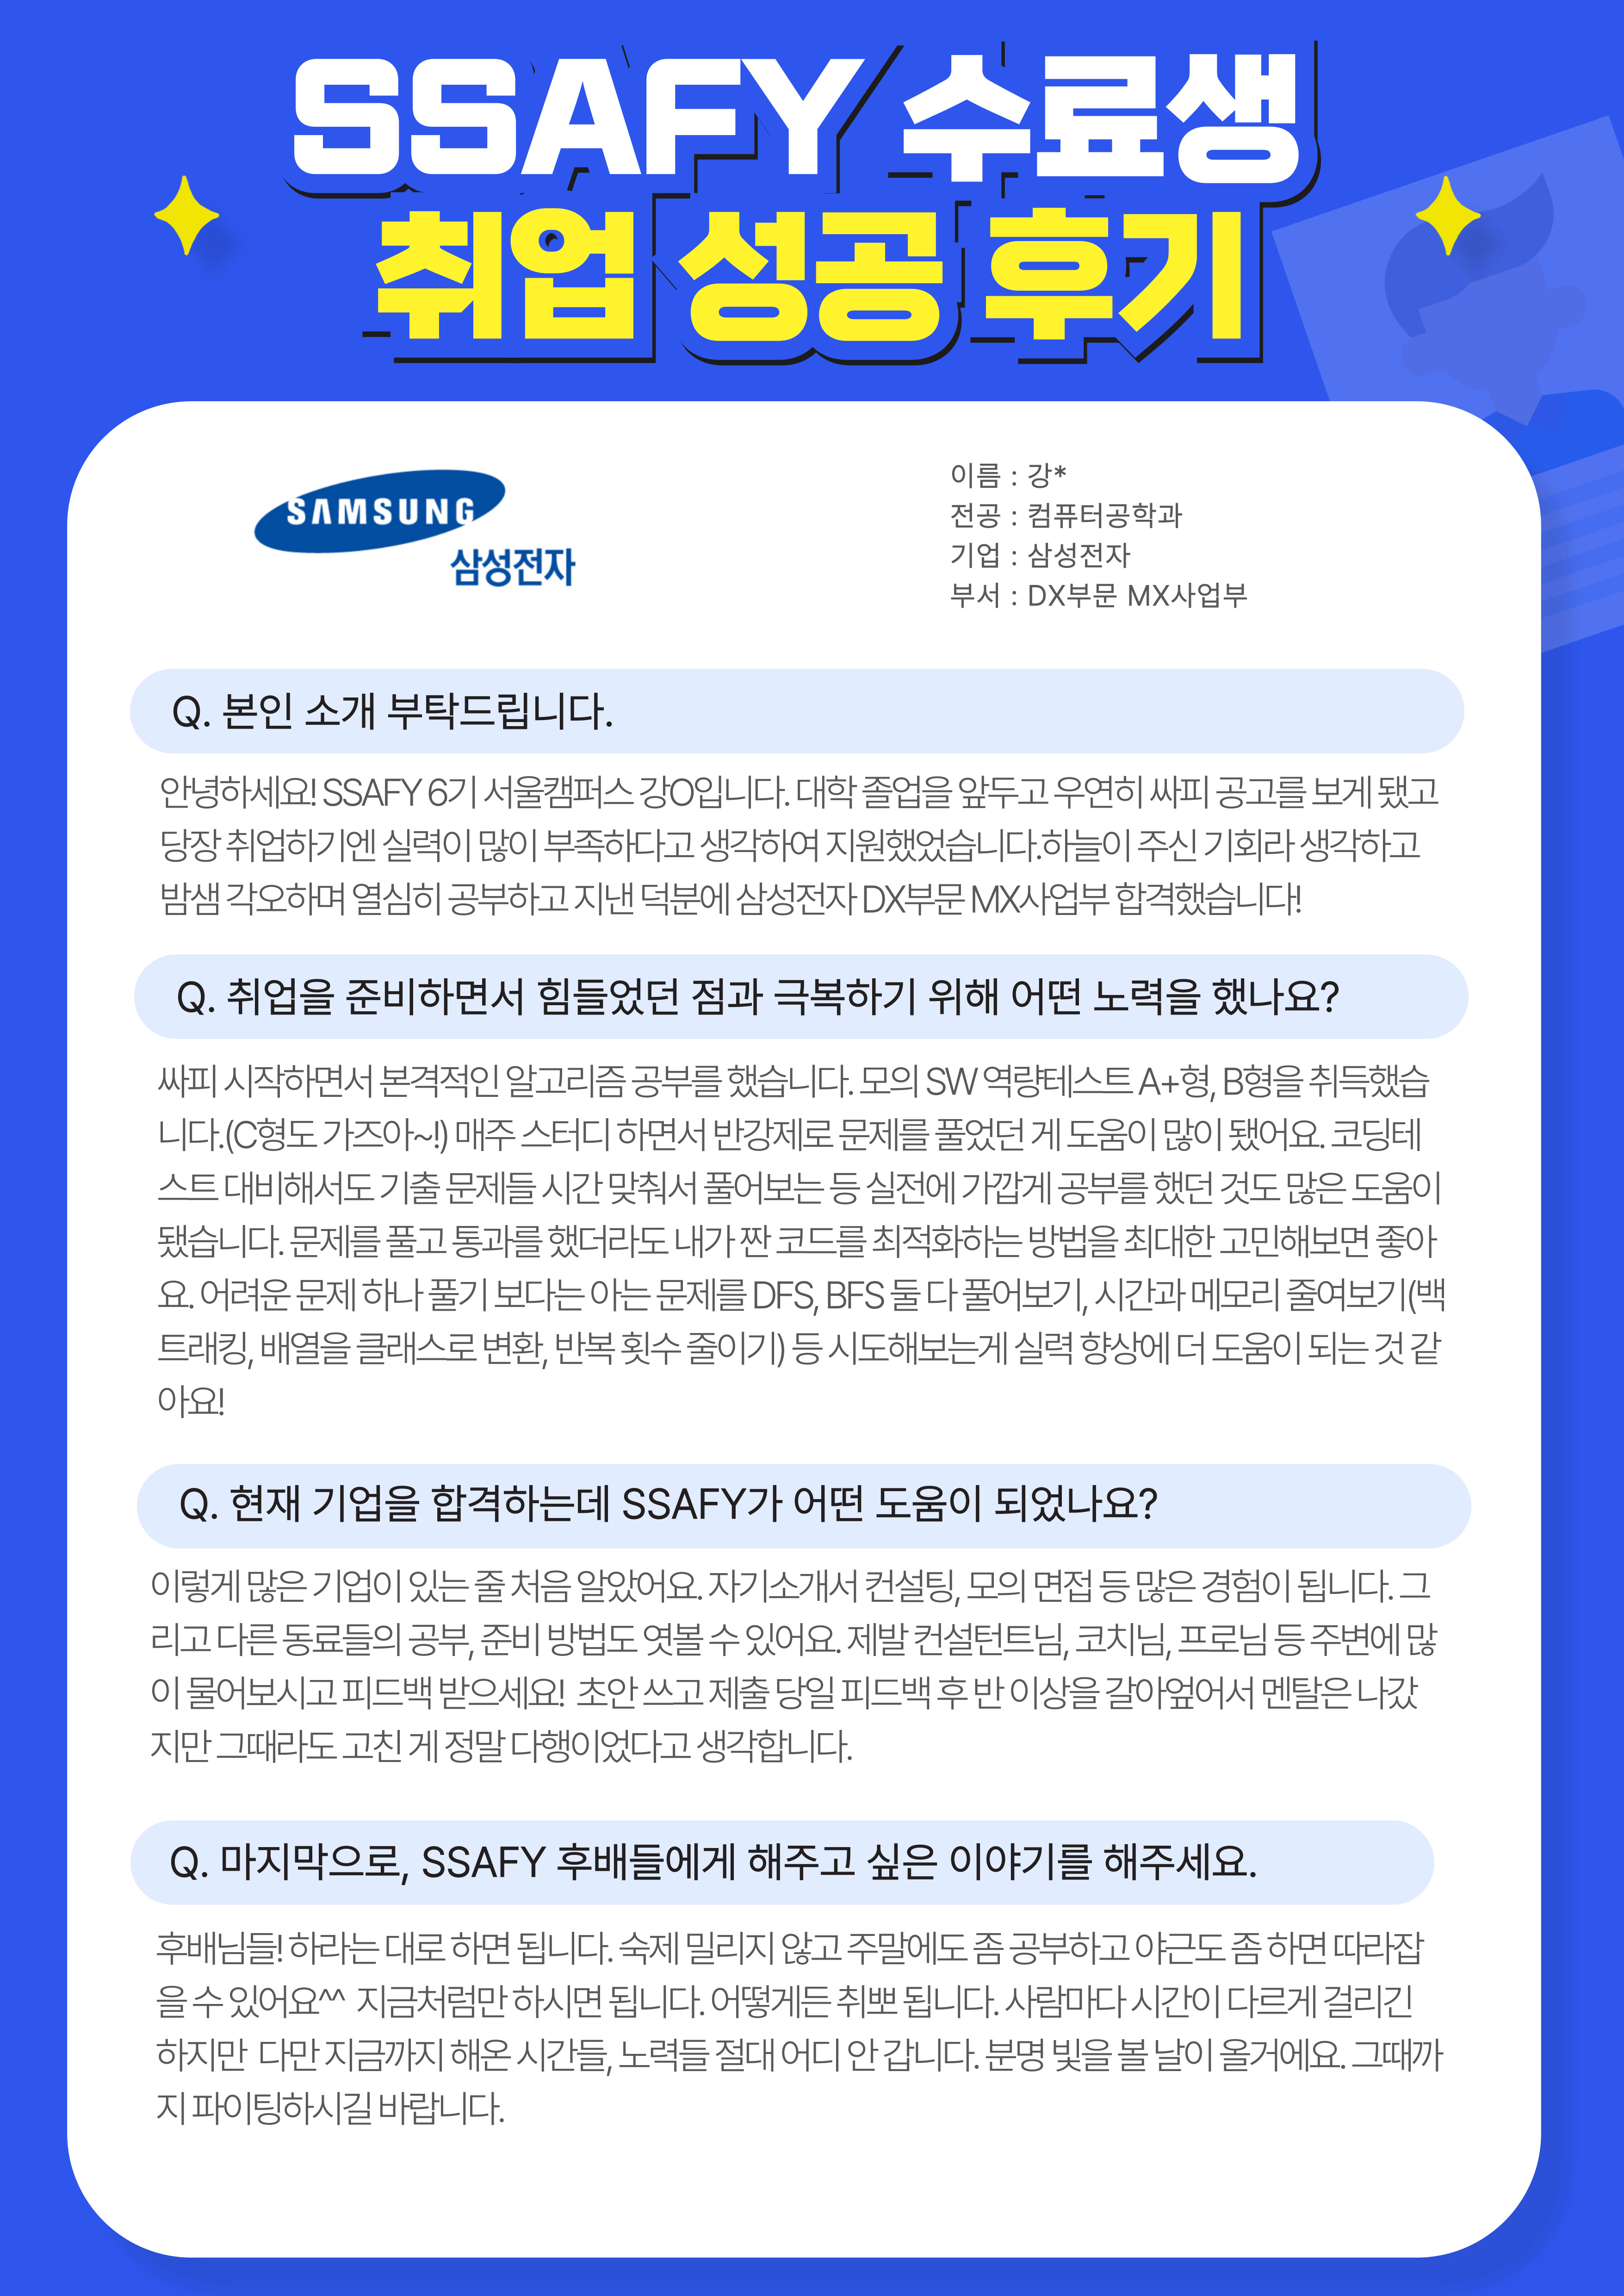 SSAFY 수료생
취업 성공 후기
SAMSUNG
삼성전자
이름 : 강*
전공 : 컴퓨터공학과
기업 : 삼성전자
부서 : DX부문 MX사업부
Q. 본인 소개 부탁드립니다.
안녕하세요! SSAFY 6기 서울캠퍼스 강O입니다. 대학 졸업을 앞두고 우연히 싸피 공고를 보게 됐고
당장 취업하기엔 실력이 많이 부족하다고 생각하여 지원했었습니다.하늘이 주신 기회라 생각하고
밤샘 각오하며 열심히 공부하고 지낸 덕분에 삼성전자 DX부문 MX사업부 합격했습니다!
Q. 취업을 준비하면서 힘들었던 점과 극복하기 위해 어떤 노력을 했나요?
싸피 시작하면서 본격적인 알고리즘 공부를 했습니다. 모의 SW 역량테스트 A+형, B형을 취득했습
니다.(C형도 가즈아~!) 매주 스터디 하면서 반강제로 문제를 풀었던 게 도움이 많이 됐어요. 코딩테
스트 대비해서도 기출 문제들 시간 맞춰서 풀어보는 등 실전에 가깝게 공부를 했던 것도 많은 도움이
됐습니다. 문제를 풀고 통과를 했더라도 내가 짠 코드를 최적화하는 방법을 최대한 고민해보면 좋아
요. 어려운 문제 하나 풀기 보다는 아는 문제를 DFS, BFS 둘 다 풀어보기, 시간과 메모리 줄여보기(백
트래킹, 배열을 클래스로 변환, 반복 횟수 줄이기) 등 시도해보는게 실력 향상에 더 도움이 되는 것 같
아요!
Q. 현재 기업을 합격하는데 SSAFY가 어떤 도움이 되었나요?
이렇게 많은 기업이 있는 줄 처음 알았어요. 자기소개서 컨설팅, 모의 면접 등 많은 경험이 됩니다. 그
리고 다른 동료들의 공부, 준비 방법도 엿볼 수 있어요. 제발 컨설턴트님, 코치님, 프로님 등 주변에 많
이 물어보시고 피드백 받으세요! 초안 쓰고 제출 당일 피드백 후 반 이상을 갈아엎어서 멘탈은 나갔
지만 그때라도 고친 게 정말 다행이었다고 생각합니다.
Q. 마지막으로, SSAFY 후배들에게 해주고 싶은 이야기를 해주세요.
후배님들! 하라는 대로 하면 됩니다. 숙제 밀리지 않고 주말에도 좀 공부하고 야근도 좀 하면 따라잡
을 수 있어요^^ 지금처럼만 하시면 됩니다. 어떻게든 취뽀 됩니다. 사람마다 시간이 다르게 걸리긴
하지만 다만 지금까지 해온 시간들, 노력들 절대 어디 안 갑니다. 분명 빛을 볼 날이 올거에요. 그때까
지 파이팅하시길 바랍니다.